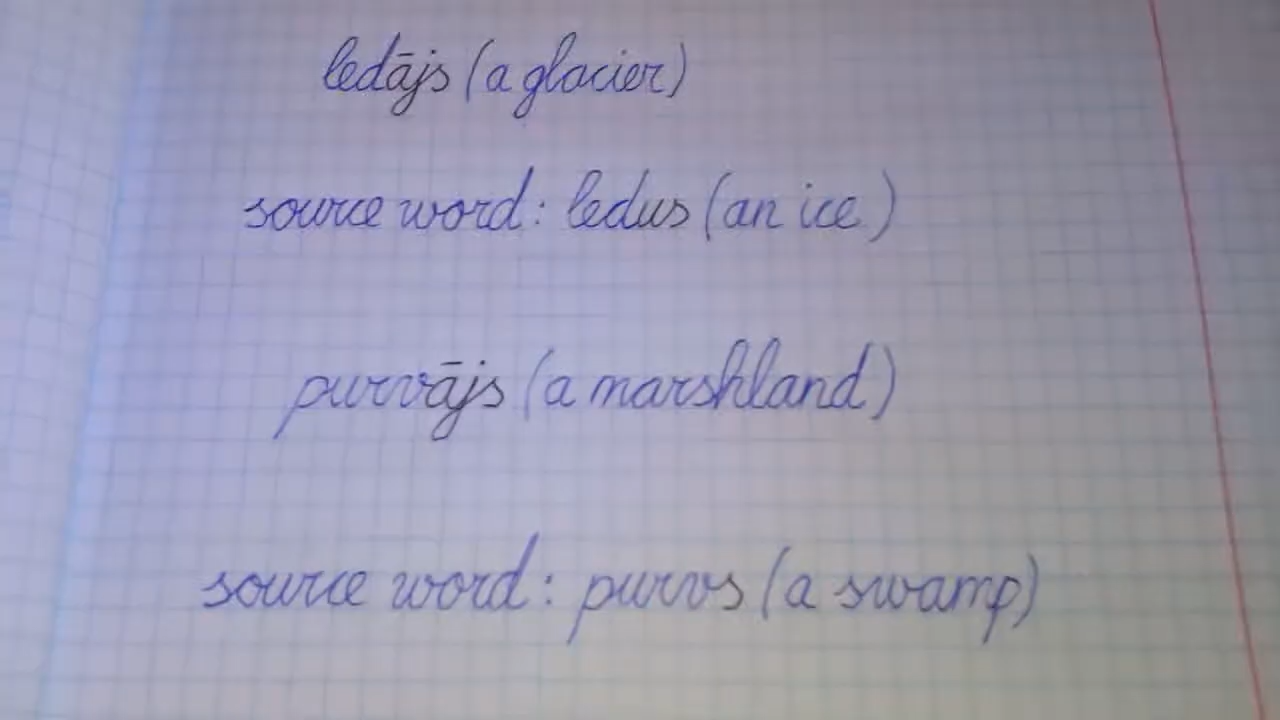 ledājs (a glacier)
source word: ledus (an ice)
purvājs (a marshland)
source word: purvs (a swamp)